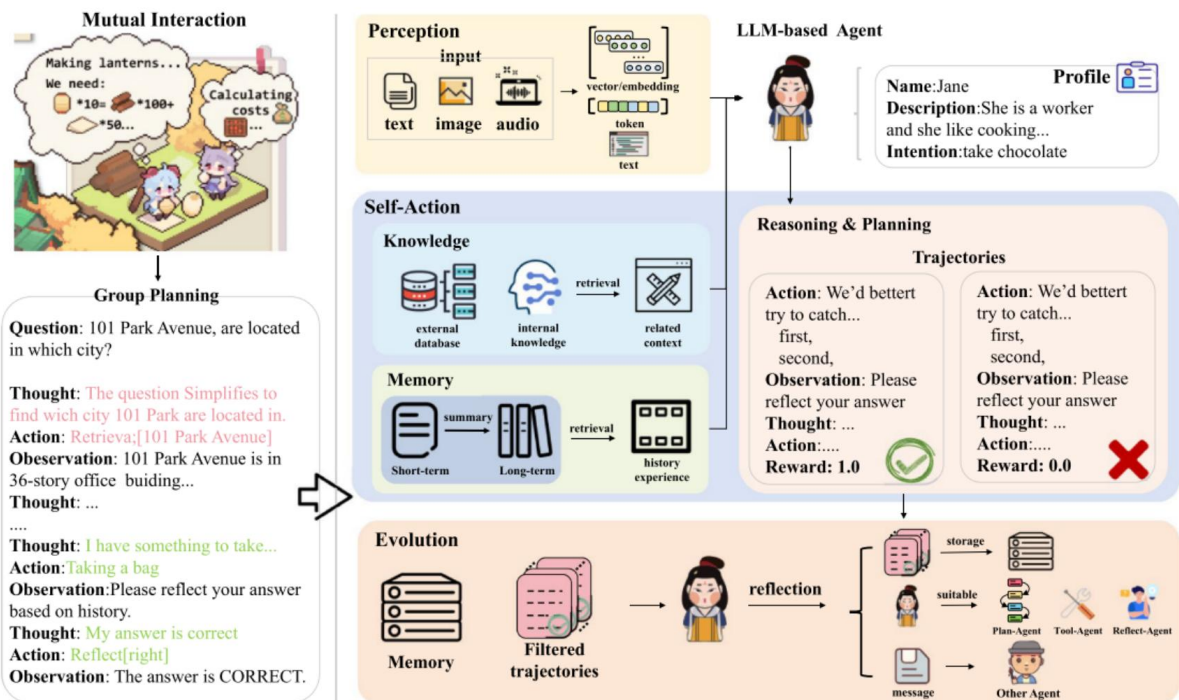 Mutual Interaction
Making lanterns...
We need:
*10= *100+
*50...
Calculating
costs
...
Group Planning
Question: 101 Park Avenue, are located
in which city?
Thought: The question Simplifies to
find wich city 101 Park are located in.
Action: Retrieva;[101 Park Avenue]
Obeservation: 101 Park Avenue is in
36-story office buiding...
Thought: ...
....
Thought: I have something to take...
Action:Taking a bag
Observation:Please reflect your answer
based on history.
Thought: My answer is correct
Action: Reflect[right]
Observation: The answer is CORRECT.
Perception
input
text
image
audio
...
vector/embedding
token
text
LLM-based Agent
Profile
Name:Jane
Description:She is a worker
and she like cooking...
Intention:take chocolate
Self-Action
Knowledge
external
database
internal
knowledge
retrieval
related
context
Memory
Short-term
summary
Long-term
retrieval
history
experience
Reasoning & Planning
Trajectories
Action: We'd bettert
try to catch...
first,
second,
Observation: Please
reflect your answer
Thought: ...
Action:....
Reward: 1.0
Action: We'd bettert
try to catch...
first,
second,
Observation: Please
reflect your answer
Thought: ...
Action:....
Reward: 0.0
Evolution
Memory
Filtered
trajectories
reflection
storage
suitable
Plan-Agent
Tool-Agent
Reflect-Agent
message
Other Agent